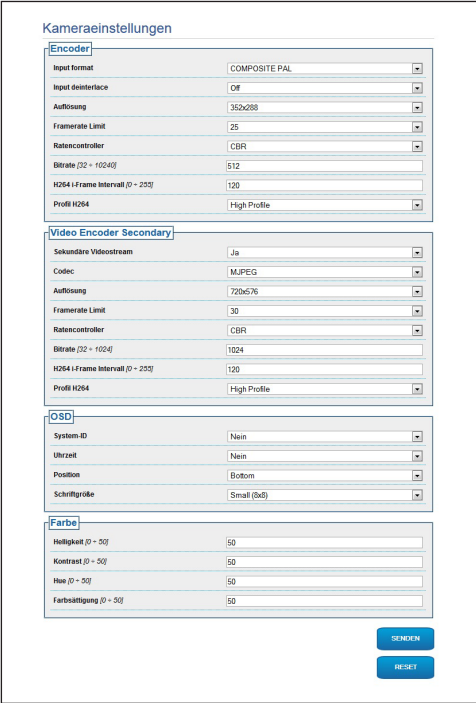 Kameraeinstellungen
Encoder
Input format COMPOSITE PAL
Input deinterlace Off
Auflösung 352x288
Framerate Limit 25
Ratencontroller CBR
Bitrate [32 ÷ 10240] 512
H264 i-Frame Intervall [0 ÷ 255] 120
Profil H264 High Profile
Video Encoder Secondary
Sekundäre Videostream Ja
Codec MJPEG
Auflösung 720x576
Framerate Limit 30
Ratencontroller CBR
Bitrate [32 ÷ 1024] 1024
H264 i-Frame Intervall [0 ÷ 255] 120
Profil H264 High Profile
OSD
System-ID Nein
Uhrzeit Nein
Position Bottom
Schriftgröße Small (8x8)
Farbe
Helligkeit [0 ÷ 50] 50
Kontrast [0 ÷ 50] 50
Hue [0 ÷ 50] 50
Farbsättigung [0 ÷ 50] 50
SENDEN
RESET